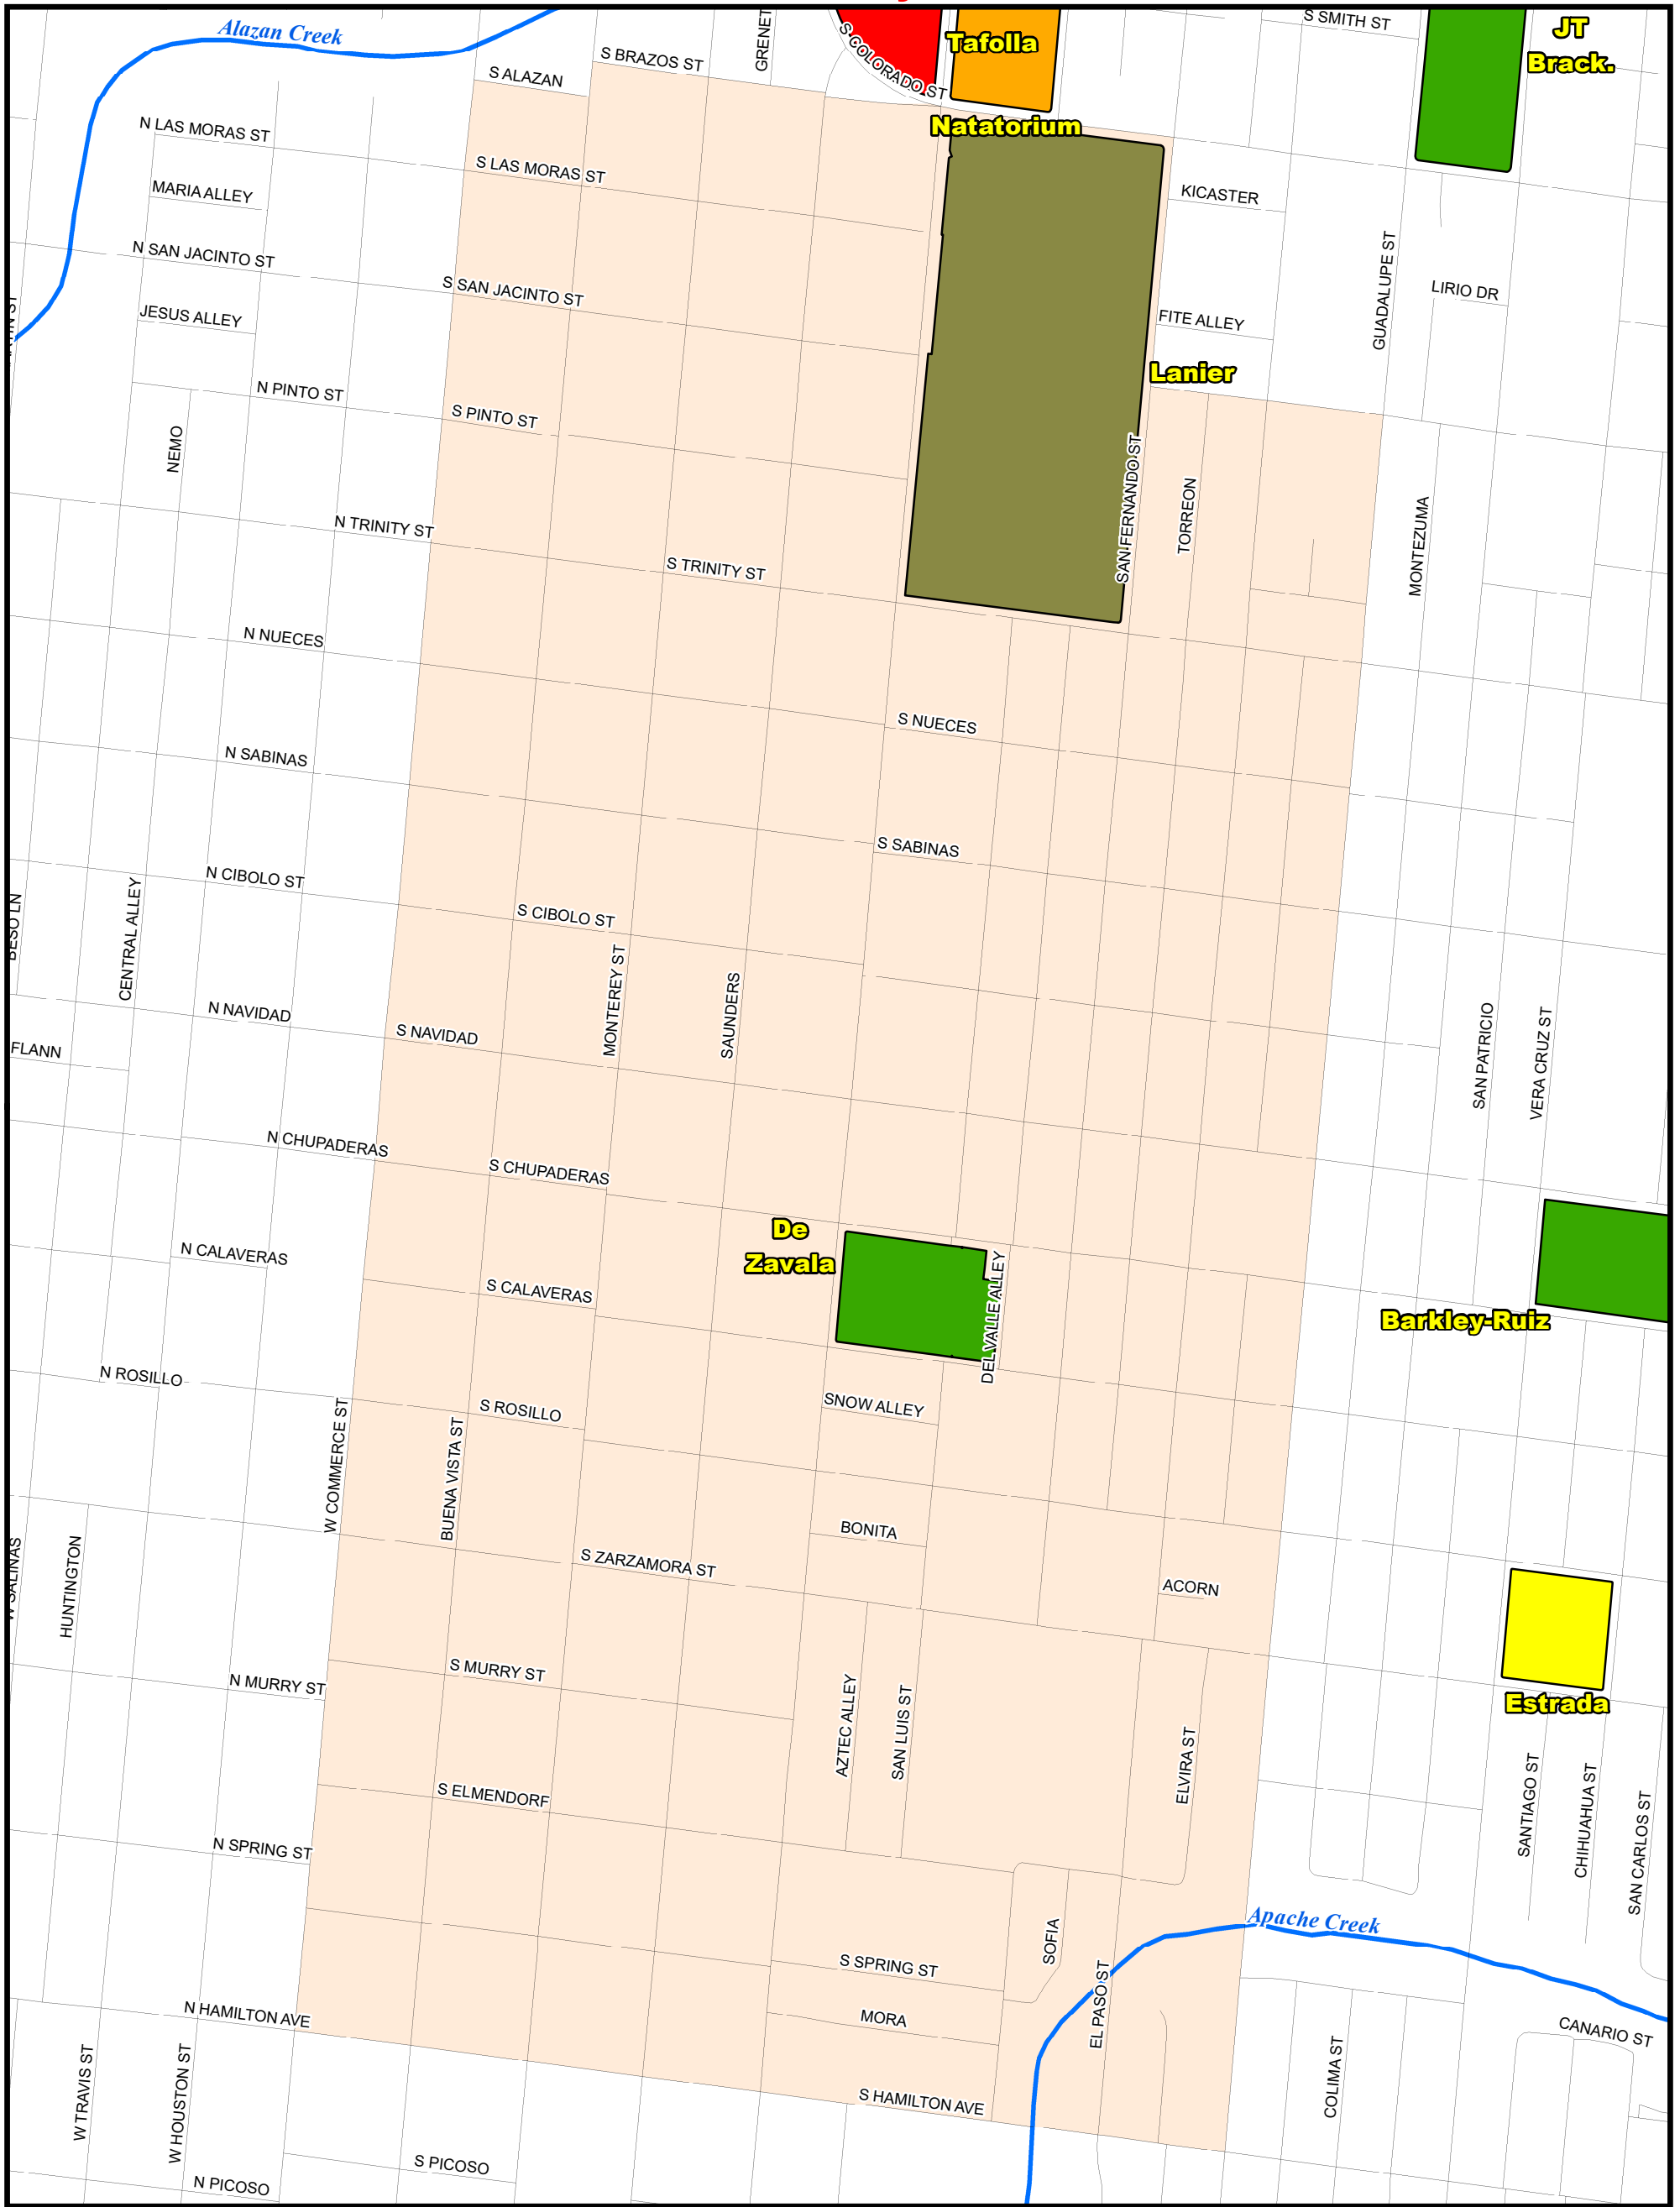 Alazan Creek
S BRAZOS ST
GRENET
S COLORADO ST
Tafolla
S SMITH ST
JT
Brack.
S ALAZAN
N LAS MORAS ST
S LAS MORAS ST
Natatorium
MARIA ALLEY
KICASTER
N SAN JACINTO ST
S SAN JACINTO ST
GUADALUPE ST
LIRIO DR
JESUS ALLEY
FITE ALLEY
Lanier
N PINTO ST
S PINTO ST
NEMO
SAN FERNANDO ST
TORREON
MONTEZUMA
N TRINITY ST
S TRINITY ST
N NUECES
S NUECES
N SABINAS
S SABINAS
N CIBOLO ST
S CIBOLO ST
BESO LN
CENTRAL ALLEY
MONTEREY ST
SAUNDERS
N NAVIDAD
S NAVIDAD
SAN PATRICIO
VERA CRUZ ST
FLANN
N CHUPADERAS
S CHUPADERAS
De
Zavala
N CALAVERAS
S CALAVERAS
DEL VALLE ALLEY
Barkley-Ruiz
N ROSILLO
S ROSILLO
SNOW ALLEY
W COMMERCE ST
BUENA VISTA ST
BONITA
W SALINAS
HUNTINGTON
S ZARZAMORA ST
ACORN
N MURRY ST
S MURRY ST
Estrada
AZTEC ALLEY
SAN LUIS ST
ELVIRA ST
SANTIAGO ST
CHIHUAHUA ST
SAN CARLOS ST
S ELMENDORF
N SPRING ST
Apache Creek
S SPRING ST
SOFIA
EL PASO ST
MORA
N HAMILTON AVE
CANARIO ST
W TRAVIS ST
W HOUSTON ST
COLIMA ST
S HAMILTON AVE
S PICOSO
N PICOSO